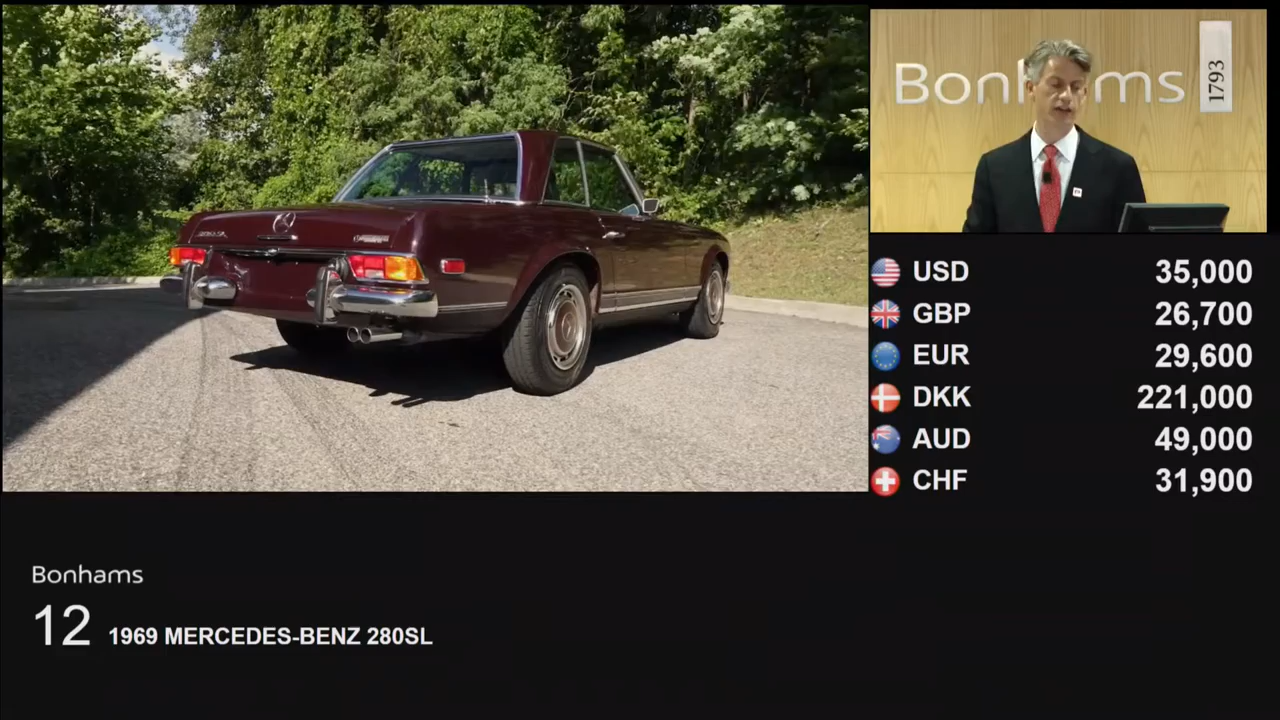 Bonhams
1793
USD 35,000
GBP 26,700
EUR 29,600
DKK 221,000
AUD 49,000
CHF 31,900
Bonhams
12 1969 MERCEDES-BENZ 280SL